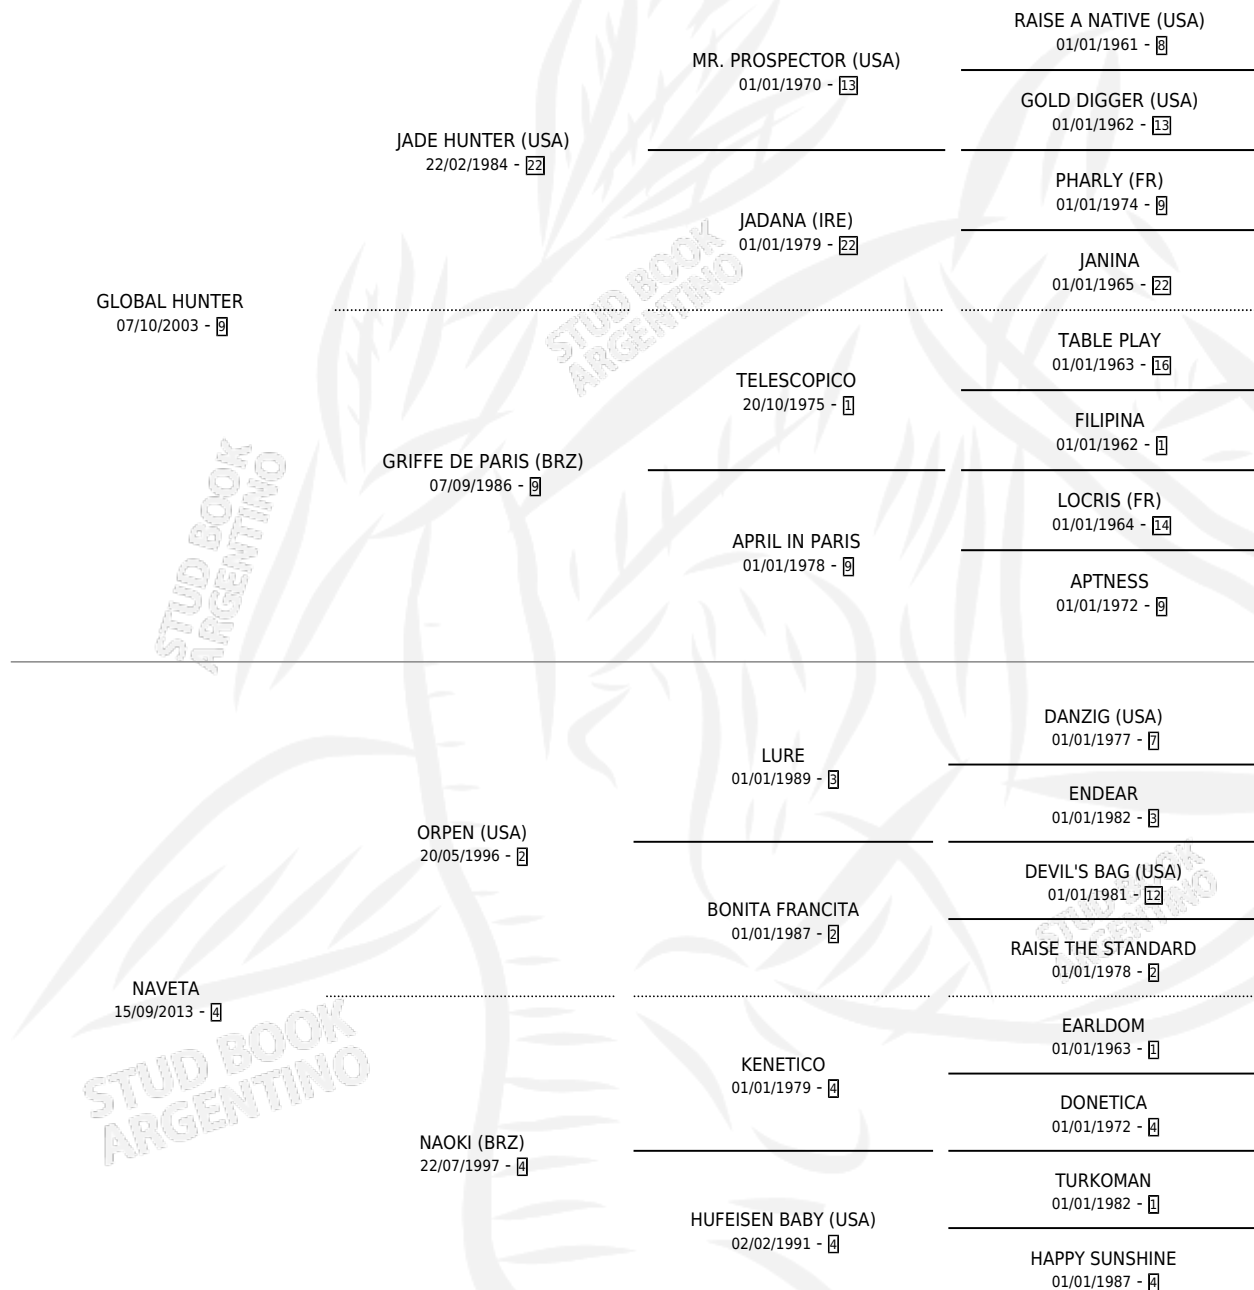 RAISE A NATIVE (USA)
01/01/1961 - 8
MR. PROSPECTOR (USA)
01/01/1970 - 13
GOLD DIGGER (USA)
01/01/1962 - 13
JADE HUNTER (USA)
22/02/1984 - 22
PHARLY (FR)
01/01/1974 - 9
JADANA (IRE)
01/01/1979 - 22
JANINA
01/01/1965 - 22
GLOBAL HUNTER
07/10/2003 - 9
TABLE PLAY
01/01/1963 - 16
TELESCOPICO
20/10/1975 - 1
FILIPINA
01/01/1962 - 1
GRIFFE DE PARIS (BRZ)
07/09/1986 - 9
LOCRIS (FR)
01/01/1964 - 14
APRIL IN PARIS
01/01/1978 - 9
APTNESS
01/01/1972 - 9
DANZIG (USA)
01/01/1977 - 7
LURE
01/01/1989 - 3
ENDEAR
01/01/1982 - 3
ORPEN (USA)
20/05/1996 - 2
DEVIL'S BAG (USA)
01/01/1981 - 12
BONITA FRANCITA
01/01/1987 - 2
RAISE THE STANDARD
01/01/1978 - 2
NAVETA
15/09/2013 - 4
EARLDOM
01/01/1963 - 1
KENETICO
01/01/1979 - 4
DONETICA
01/01/1972 - 4
NAOKI (BRZ)
22/07/1997 - 4
TURKOMAN
01/01/1982 - 1
HUFEISEN BABY (USA)
02/02/1991 - 4
HAPPY SUNSHINE
01/01/1987 - 4
STUD BOOK
ARGENTINO
STUD BOOK
ARGENTINO
STUD BOOK
ARGENTINO
STUD BOOK
ARGENTINO